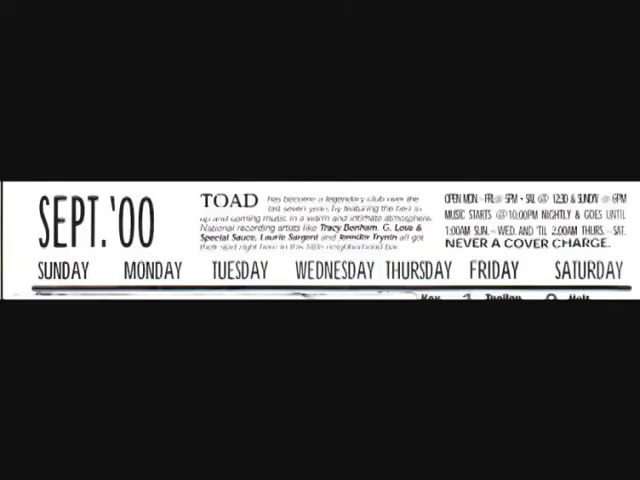 SEPT.'00
TOAD has become a legendary club over the
last seven years by featuring the best to
up and coming music in a warm and intimate atmosphere.
National recording artists like Tracy Bonham, G. Love &
Special Sauce, Laurie Sargent and Jennifer Trynin all got
their start right here in this little neighborhood bar.
OPEN MON - FRI @ 5PM • SAT. @ 12:30 & SUNDAY @ 6PM
MUSIC STARTS @ 10:00PM NIGHTLY & GOES UNTIL
1:00AM SUN. - WED. AND 'TIL 2:00AM THURS. - SAT.
NEVER A COVER CHARGE.
SUNDAY MONDAY TUESDAY WEDNESDAY THURSDAY FRIDAY SATURDAY